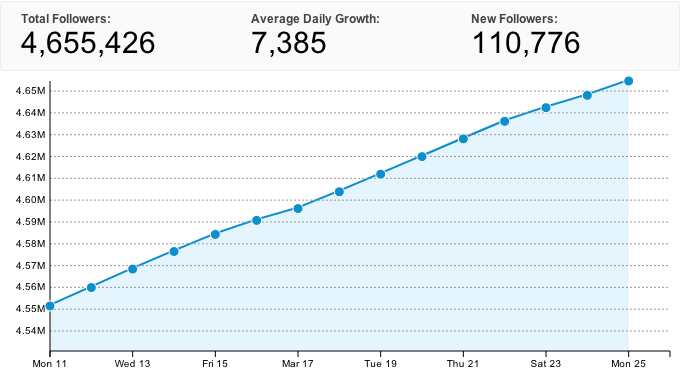 Total Followers: Average Daily Growth: New Followers:
4,655,426 7,385 110,776
4.65M
4.64M
4.63M
4.62M
4.61M
4.60M
4.59M
4.58M
4.57M
4.56M
4.55M
4.54M
Mon 11 Wed 13 Fri 15 Mar 17 Tue 19 Thu 21 Sat 23 Mon 25